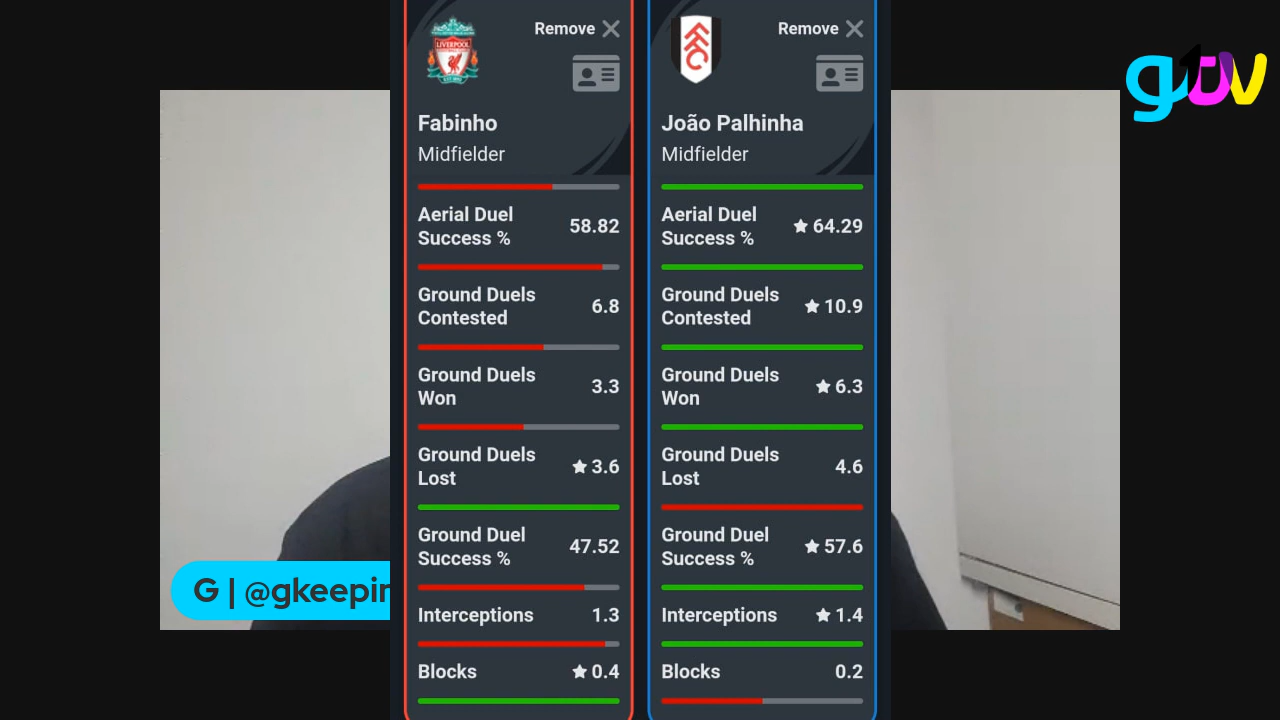 Remove
Fabinho
Midfielder
Aerial Duel
Success %
58.82
Ground Duels
Contested
6.8
Ground Duels
Won
3.3
Ground Duels
Lost
3.6
Ground Duel
Success %
47.52
Interceptions
1.3
Blocks
0.4
LIVERPOOL
Remove
FFC
João Palhinha
Midfielder
Aerial Duel
Success %
64.29
Ground Duels
Contested
10.9
Ground Duels
Won
6.3
Ground Duels
Lost
4.6
Ground Duel
Success %
57.6
Interceptions
1.4
Blocks
0.2
gtv
G | @gkeepin